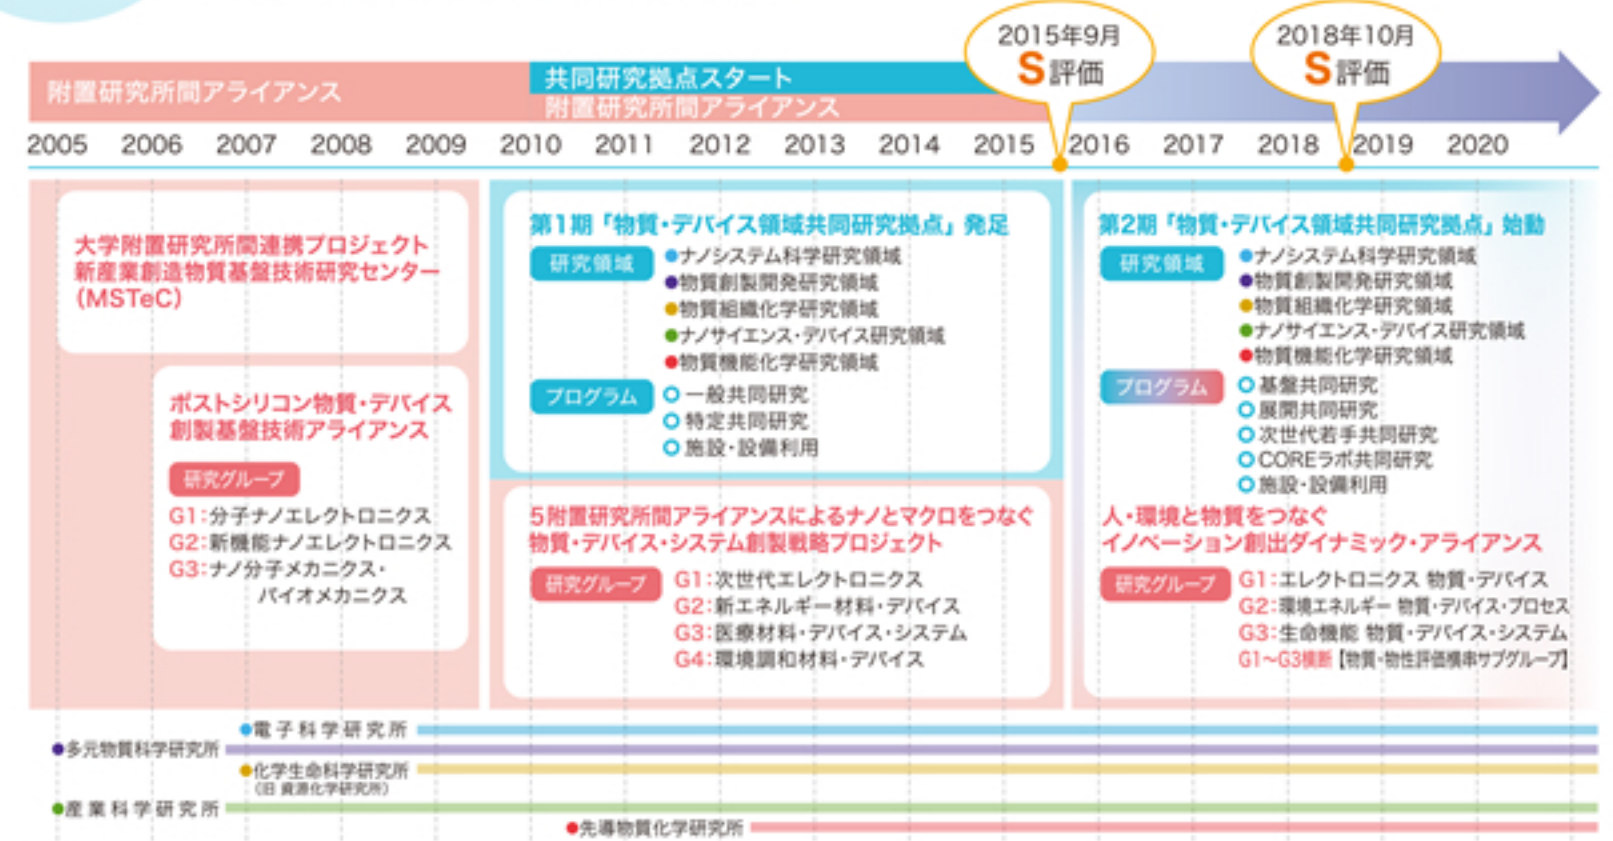 2015年9月
S評価
2018年10月
S評価
附置研究所間アライアンス
共同研究拠点スタート
附置研究所間アライアンス
2005 2006 2007 2008 2009 2010 2011 2012 2013 2014 2015 2016 2017 2018 2019 2020
大学附置研究所間連携プロジェクト
新産業創造物質基盤技術研究センター
(MSTeC)
ポストシリコン物質・デバイス
創製基盤技術アライアンス
研究グループ
G1:分子ナノエレクトロニクス
G2:新機能ナノエレクトロニクス
G3:ナノ分子メカニクス・
バイオメカニクス
第1期「物質・デバイス領域共同研究拠点」発足
研究領域
●ナノシステム科学研究領域
●物質創製開発研究領域
●物質組織化学研究領域
●ナノサイエンス・デバイス研究領域
●物質機能化学研究領域
プログラム
○一般共同研究
○特定共同研究
○施設・設備利用
5附置研究所間アライアンスによるナノとマクロをつなぐ
物質・デバイス・システム創製戦略プロジェクト
研究グループ
G1:次世代エレクトロニクス
G2:新エネルギー材料・デバイス
G3:医療材料・デバイス・システム
G4:環境調和材料・デバイス
第2期「物質・デバイス領域共同研究拠点」始動
研究領域
●ナノシステム科学研究領域
●物質創製開発研究領域
●物質組織化学研究領域
●ナノサイエンス・デバイス研究領域
●物質機能化学研究領域
プログラム
○基盤共同研究
○展開共同研究
○次世代若手共同研究
○COREラボ共同研究
○施設・設備利用
人・環境と物質をつなぐ
イノベーション創出ダイナミック・アライアンス
研究グループ
G1:エレクトロニクス 物質・デバイス
G2:環境エネルギー 物質・デバイス・プロセス
G3:生命機能 物質・デバイス・システム
G1〜G3横断【物質・物性評価横串サブグループ】
●電子科学研究所
●多元物質科学研究所
●化学生命科学研究所
(旧 資源化学研究所)
●産業科学研究所
●先導物質化学研究所